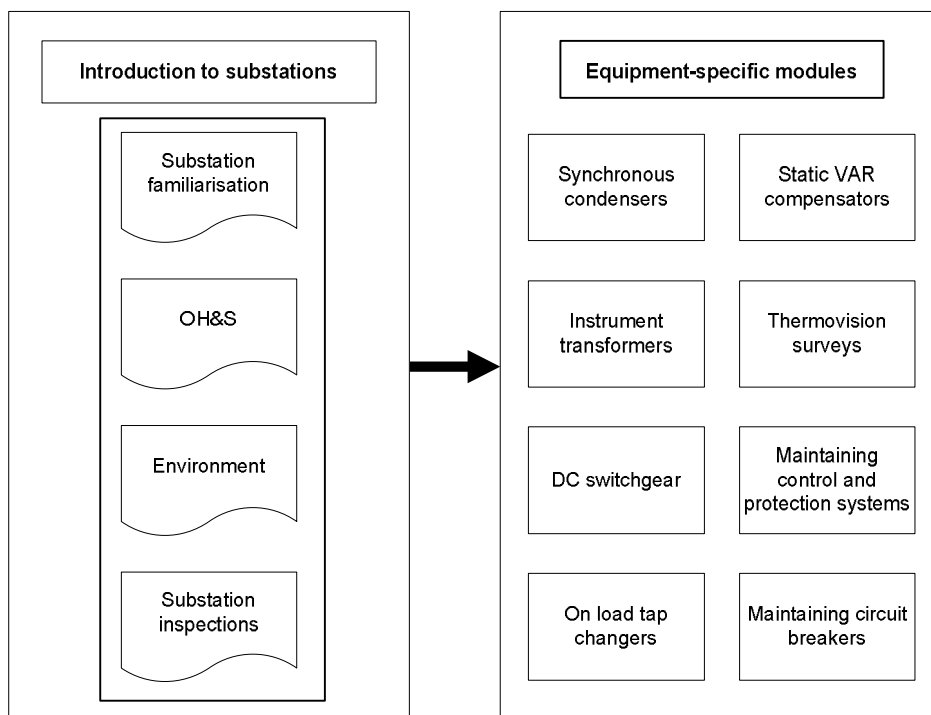 Introduction to substations
Substation
familiarisation
OH&S
Environment
Substation
inspections
Equipment-specific modules
Synchronous
condensers
Static VAR
compensators
Instrument
transformers
Thermovision
surveys
DC switchgear
Maintaining
control and
protection systems
On load tap
changers
Maintaining circuit
breakers